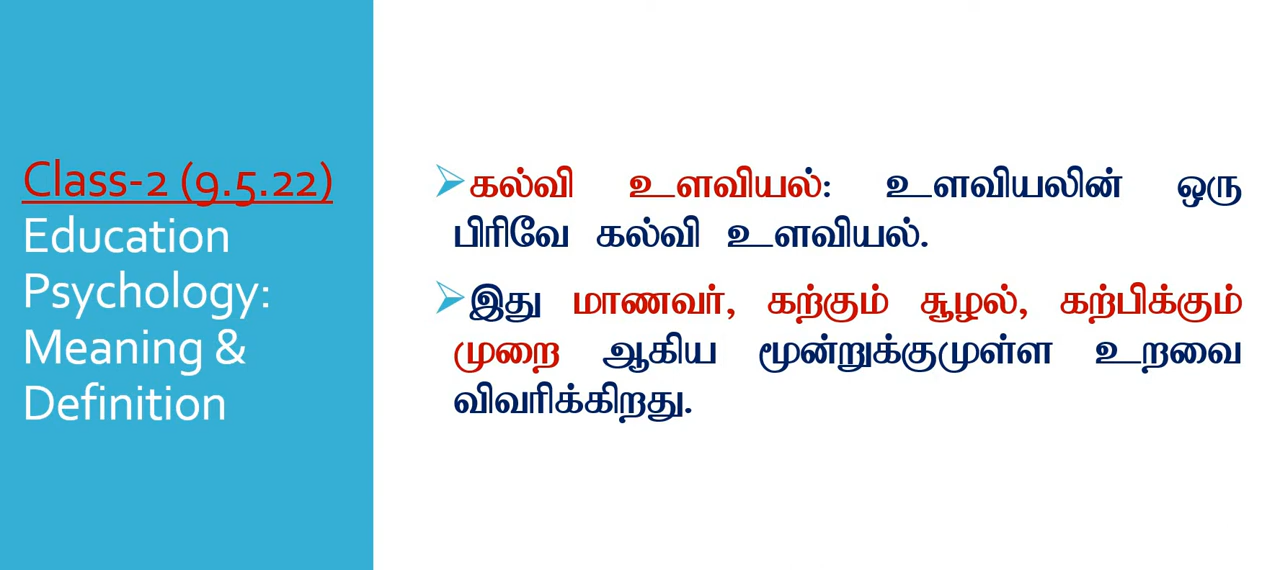 Class-2 (9.5.22)
Education
Psychology:
Meaning &
Definition
கல்வி உளவியல்: உளவியலின் ஒரு
பிரிவே கல்வி உளவியல்.
இது மாணவர், கற்கும் சூழல், கற்பிக்கும்
முறை ஆகிய மூன்றுக்குமுள்ள உறவை
விவரிக்கிறது.